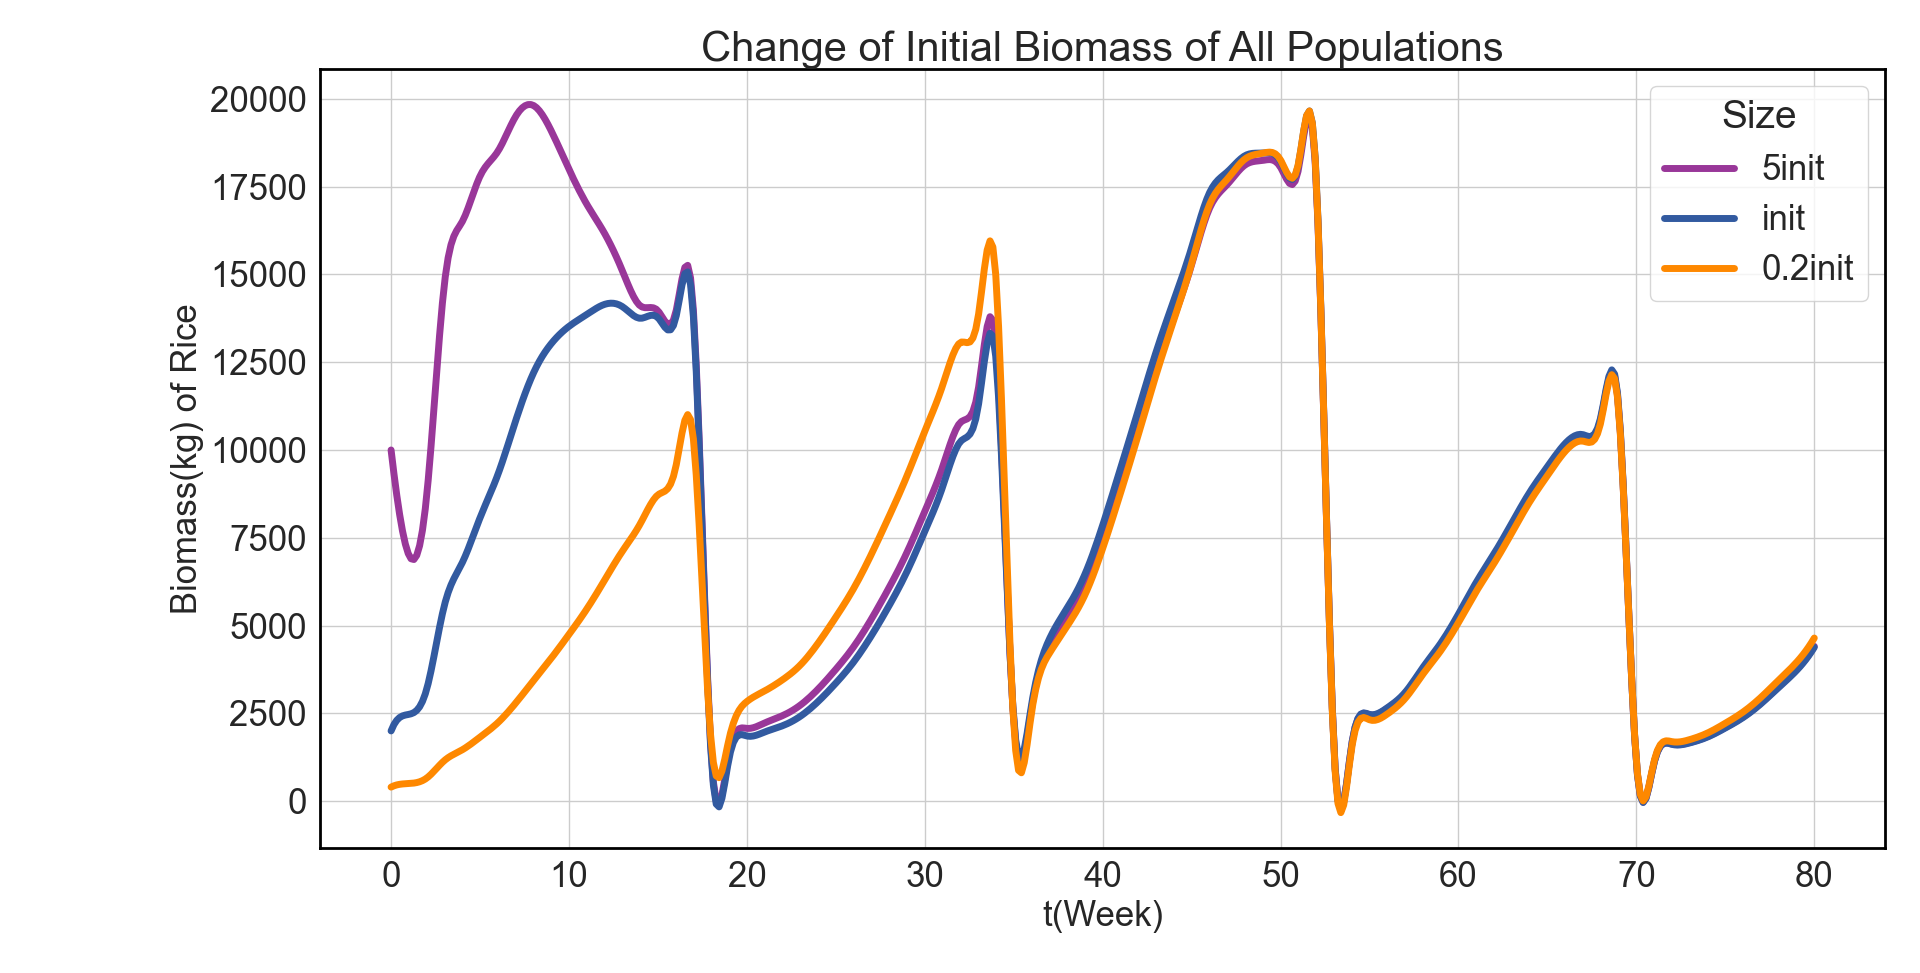 Change of Initial Biomass of All Populations
Biomass(kg) of Rice
20000
17500
15000
12500
10000
7500
5000
2500
0
Size
5init
init
0.2init
0 10 20 30 40 50 60 70 80
t(Week)